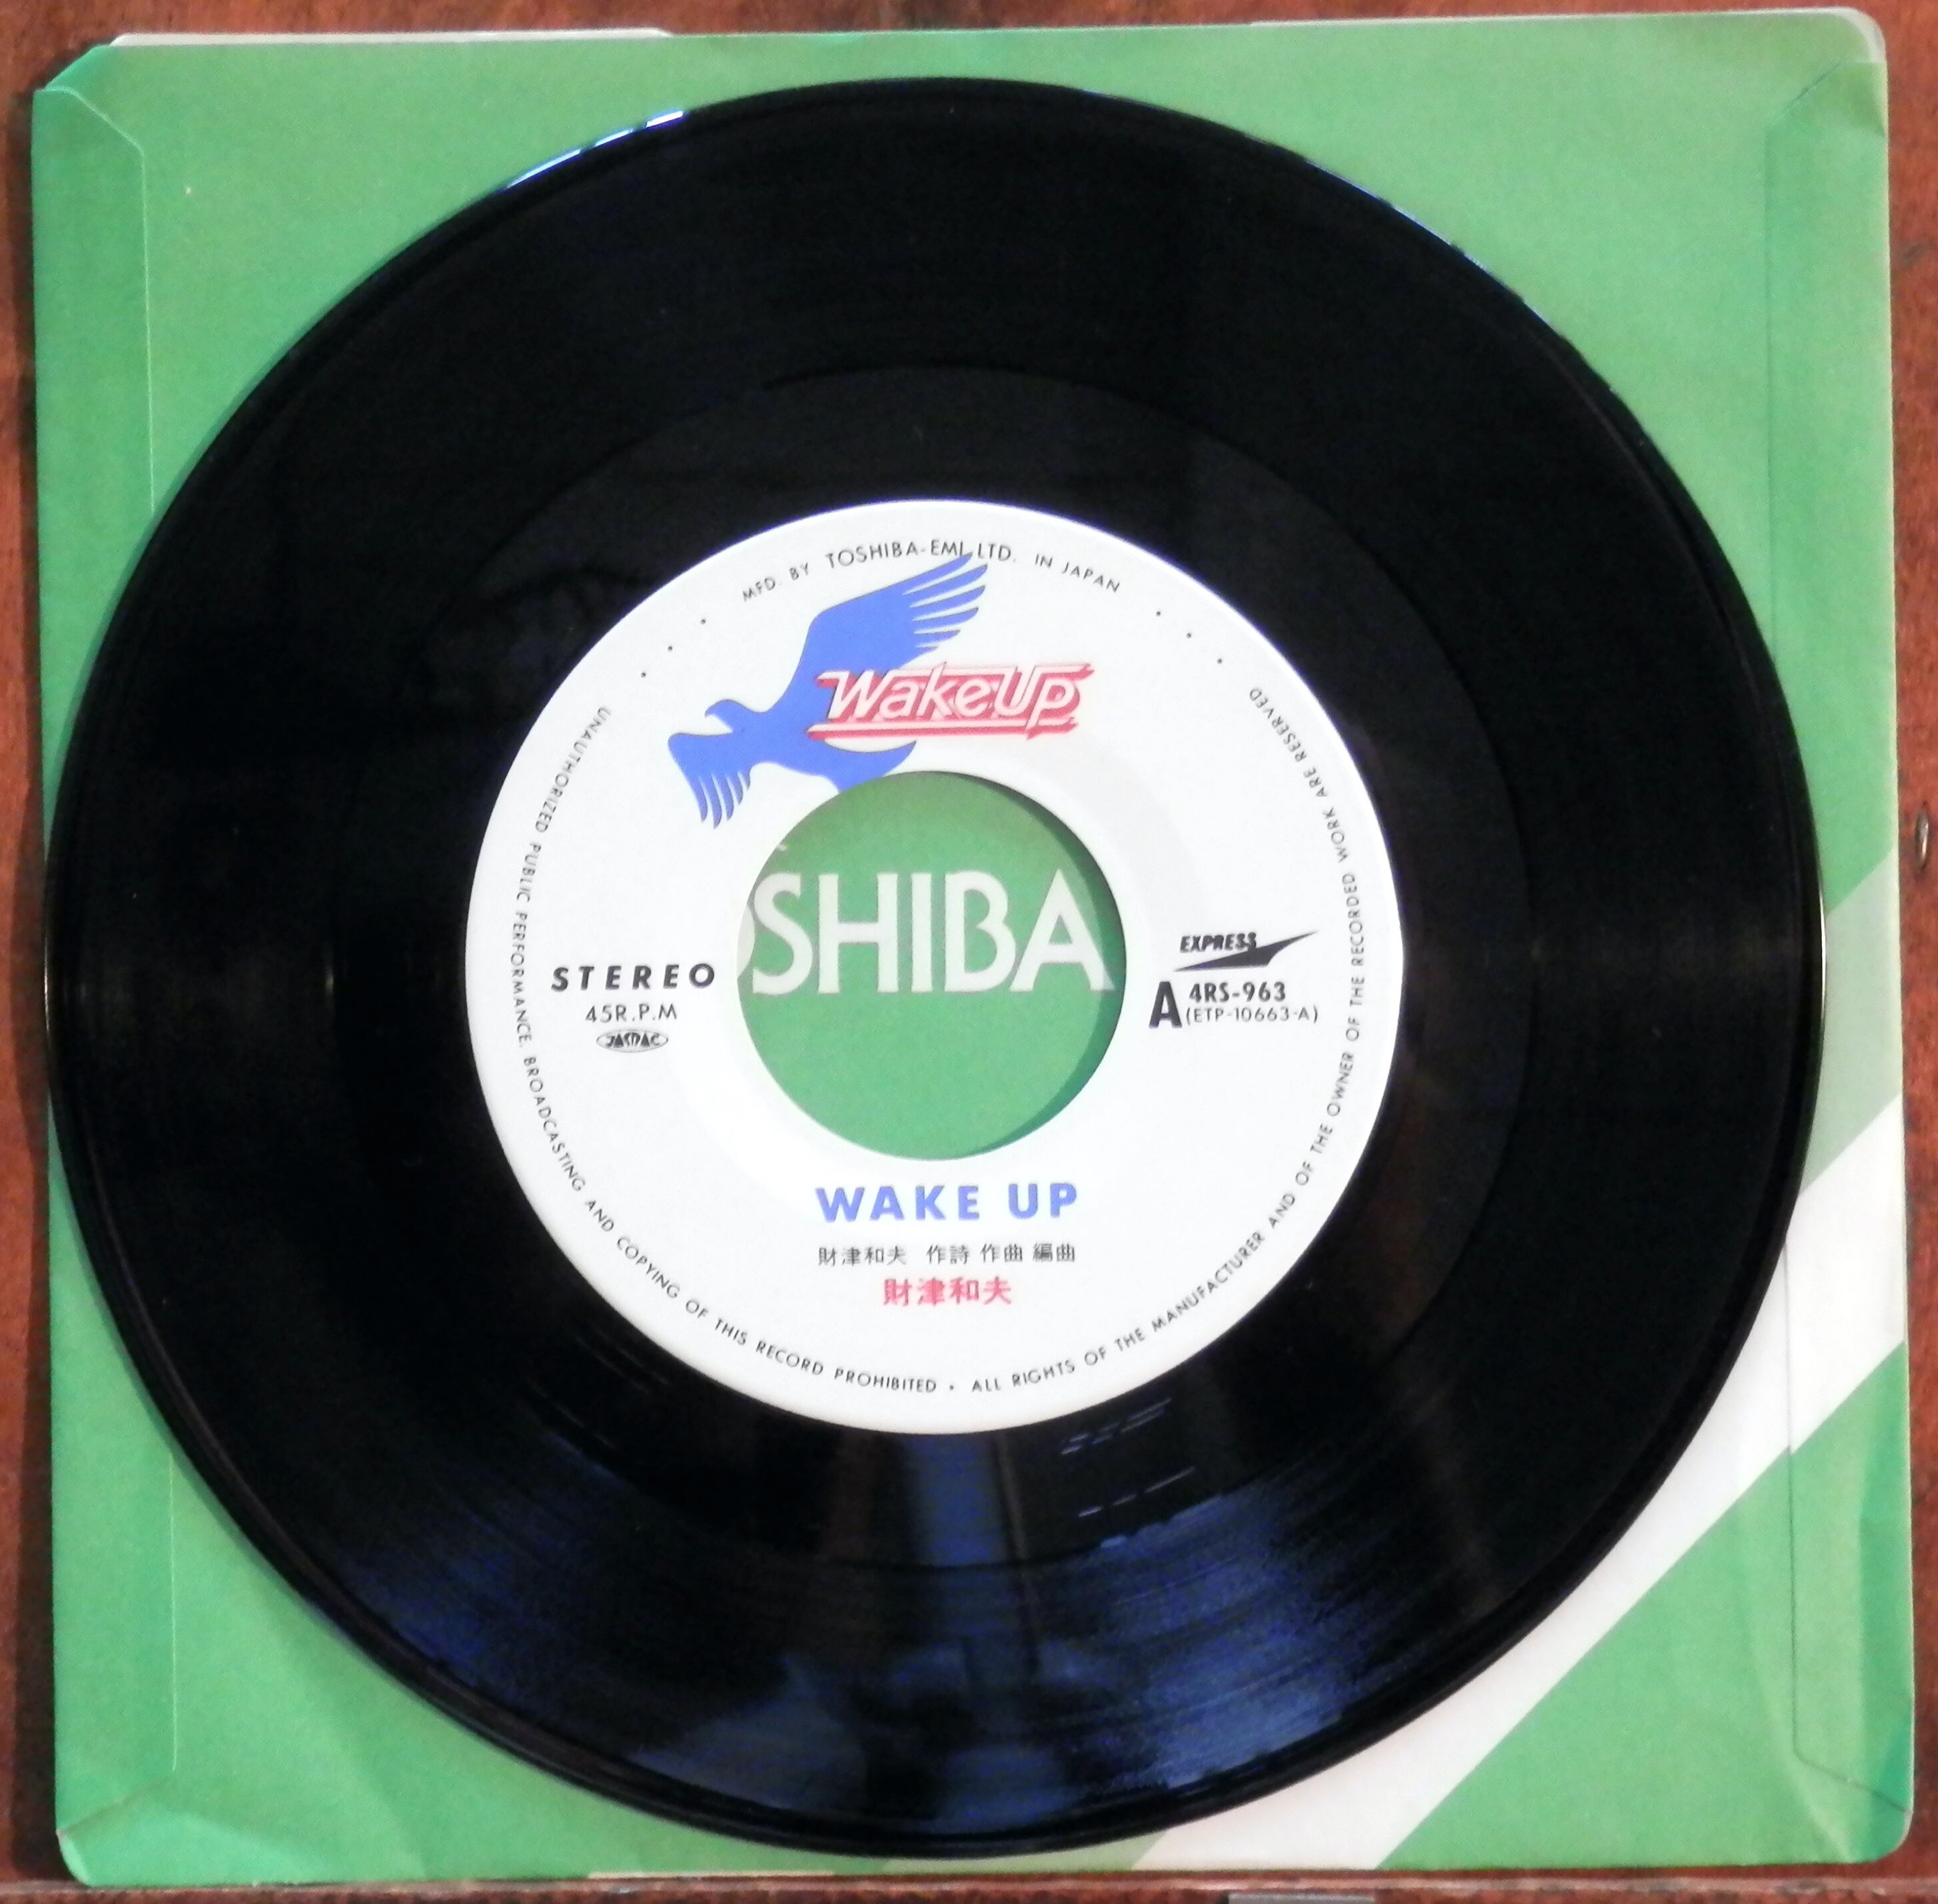 MFD. BY TOSHIBA-EMI LTD. IN JAPAN
WakeUp
OSHIBA
STEREO
45R.P.M
JASRAC
EXPRESS
A 4RS-963
(ETP-10663-A)
WAKE UP
財津和夫 作詩 作曲 編曲
財津和夫
UNAUTHORIZED PUBLIC PERFORMANCE. BROADCASTING AND COPYING OF THIS RECORD PROHIBITED • ALL RIGHTS OF THE MANUFACTURER AND OF THE OWNER OF THE RECORDED WORK ARE RESERVED